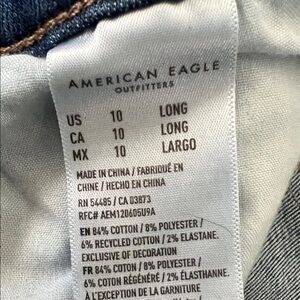 AMERICAN EAGLE
OUTFITTERS
US 10 LONG
CA 10 LONG
MX 10 LARGO
MADE IN CHINA / FABRIQUÉ EN
CHINE / HECHO EN CHINA
RN 54485 / CA 03873
RFC# AEM120605U9A
EN 84% COTTON / 8% POLYESTER /
6% RECYCLED COTTON / 2% ELASTANE.
EXCLUSIVE OF DECORATION
FR 84% COTON / 8% POLYESTER /
6% COTON RÉGÉNÉRÉ / 2% ÉLASTHANNE.
À L'EXCEPTION DE LA GARNITURE